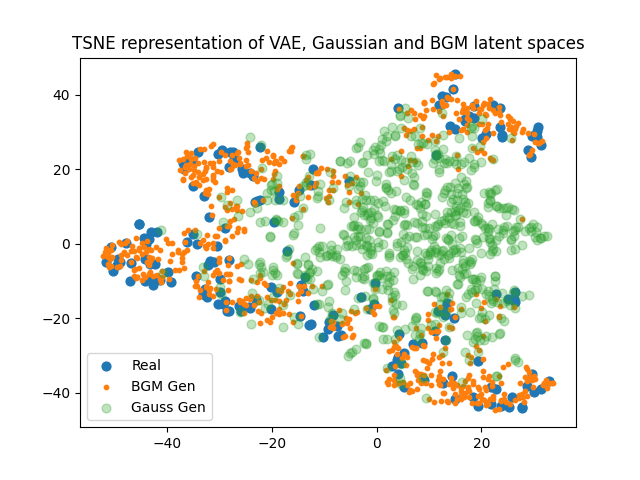 TSNE representation of VAE, Gaussian and BGM latent spaces
40
20
0
−20
−40
Real
BGM Gen
Gauss Gen
−40 −20 0 20